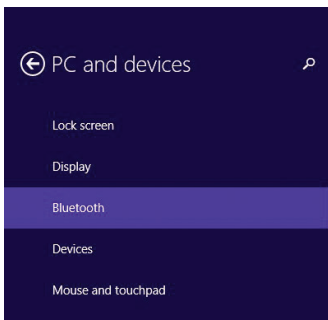 PC and devices
Lock screen
Display
Bluetooth
Devices
Mouse and touchpad